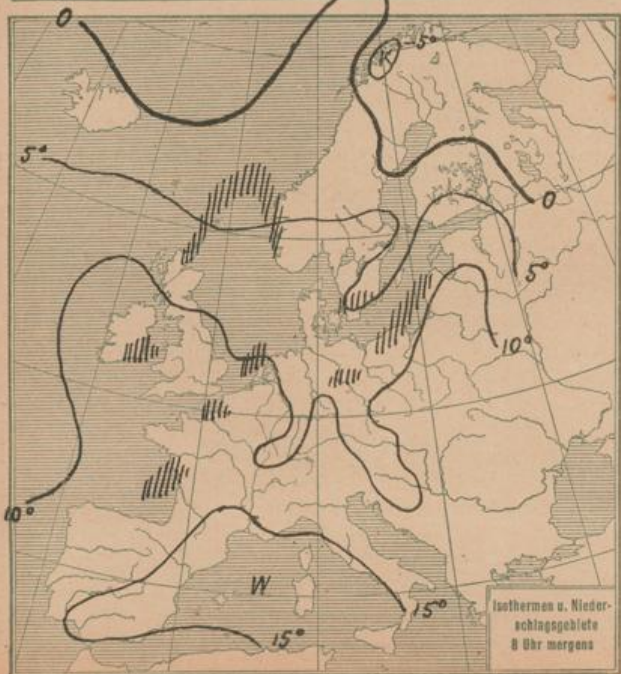 0
K -5°
5°
0
5°
10°
10°
W
15°
15°
Isothermen u. Nieder-
schlagsgebiete
8 Uhr morgens